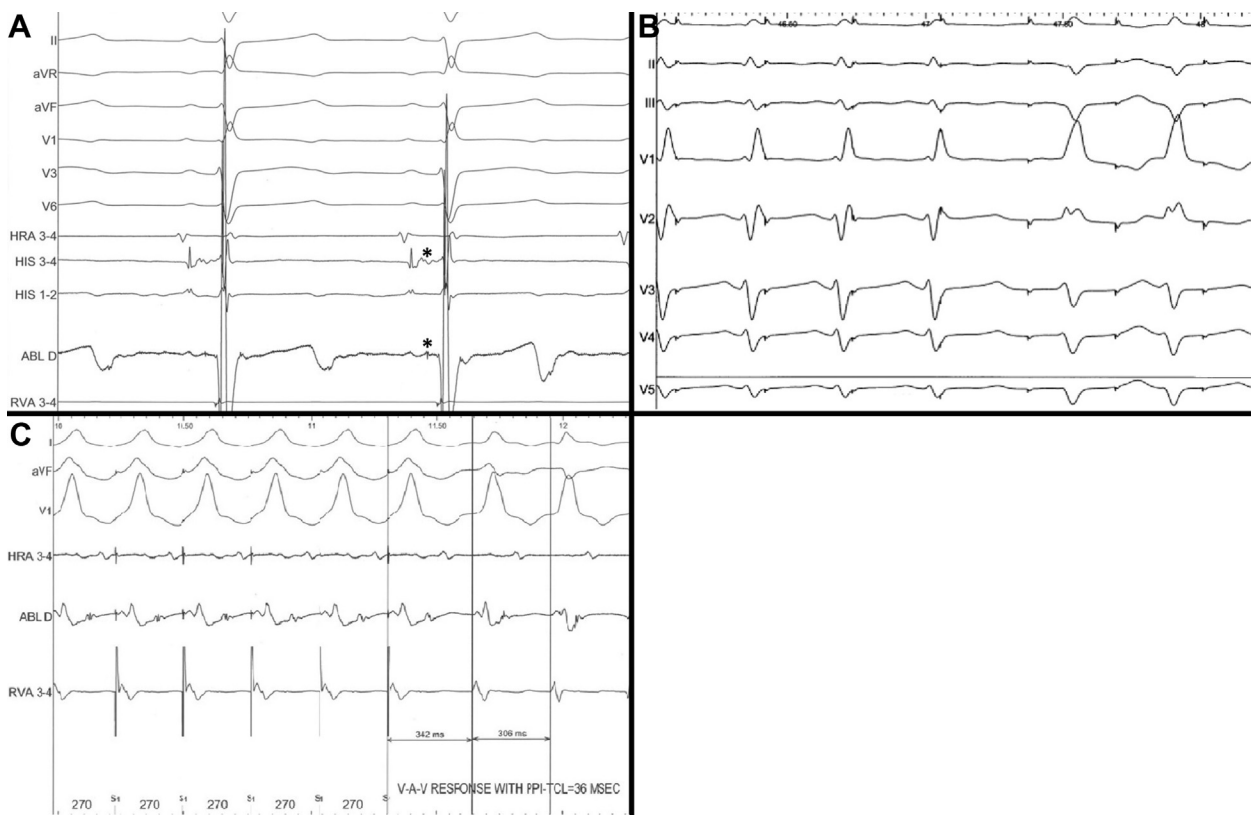 A
II
aVR
aVF
V1
V3
V6
HRA 3-4
HIS 3-4
*
HIS 1-2
ABL D
*
RVA 3-4
B
47
48
II
III
V1
V2
V3
V4
V5
C
11.50
11
11.50
12
I
aVF
V1
HRA 3-4
ABL D
RVA 3-4
342 ms
306 ms
V-A-V RESPONSE WITH PPI-TCL=36 MSEC
S1 S1 S1 S1 S
270 270 270 270 270